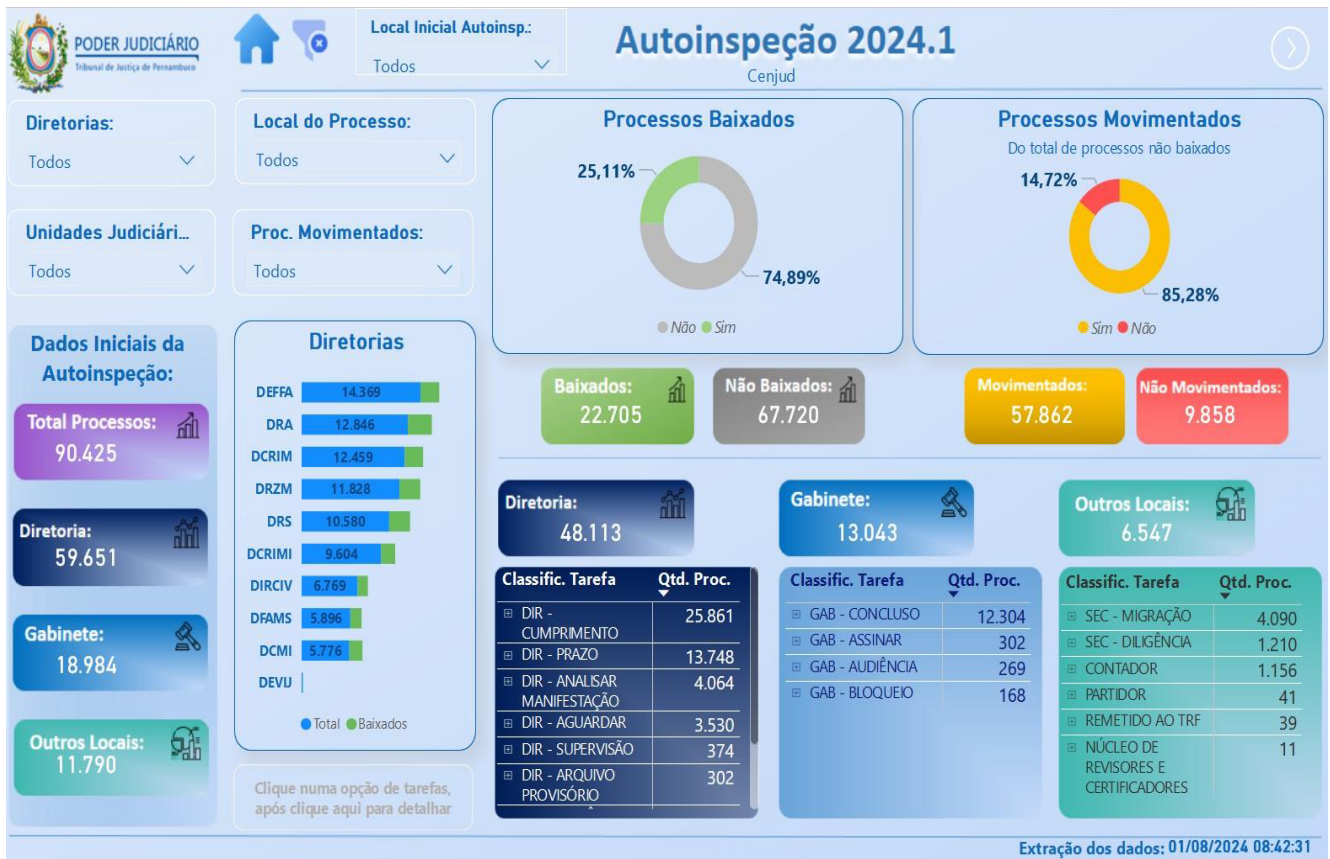 PODER JUDICIÁRIO
Tribunal de Justiça de Pernambuco
Local Inicial Autoinsp.:
Todos
Autoinspeção 2024.1
Cenjud
Diretorias:
Todos
Local do Processo:
Todos
Unidades Judiciári...
Todos
Proc. Movimentados:
Todos
Processos Baixados
25,11%
74,89%
Não Sim
Processos Movimentados
Do total de processos não baixados
14,72%
85,28%
Sim Não
Dados Iniciais da
Autoinspeção:
Total Processos:
90.425
Diretoria:
59.651
Gabinete:
18.984
Outros Locais:
11.790
Diretorias
DEFFA 14.369
DRA 12.846
DCRIM 12.459
DRZM 11.828
DRS 10.580
DCRIMI 9.604
DIRCIV 6.769
DFAMS 5.896
DCMI 5.776
DEVIJ
Total Baixados
Clique numa opção de tarefas,
após clique aqui para detalhar
Baixados:
22.705
Não Baixados:
67.720
Movimentados:
57.862
Não Movimentados:
9.858
Diretoria:
48.113
Classific. Tarefa Qtd. Proc.
DIR - 25.861
CUMPRIMENTO
DIR - PRAZO 13.748
DIR - ANALISAR 4.064
MANIFESTAÇÃO
DIR - AGUARDAR 3.530
DIR - SUPERVISÃO 374
DIR - ARQUIVO 302
PROVISÓRIO
Gabinete:
13.043
Classific. Tarefa Qtd. Proc.
GAB - CONCLUSO 12.304
GAB - ASSINAR 302
GAB - AUDIÊNCIA 269
GAB - BLOQUEIO 168
Outros Locais:
6.547
Classific. Tarefa Qtd. Proc.
SEC - MIGRAÇÃO 4.090
SEC - DILIGÊNCIA 1.210
CONTADOR 1.156
PARTIDOR 41
REMETIDO AO TRF 39
NÚCLEO DE 11
REVISORES E
CERTIFICADORES
Extração dos dados: 01/08/2024 08:42:31